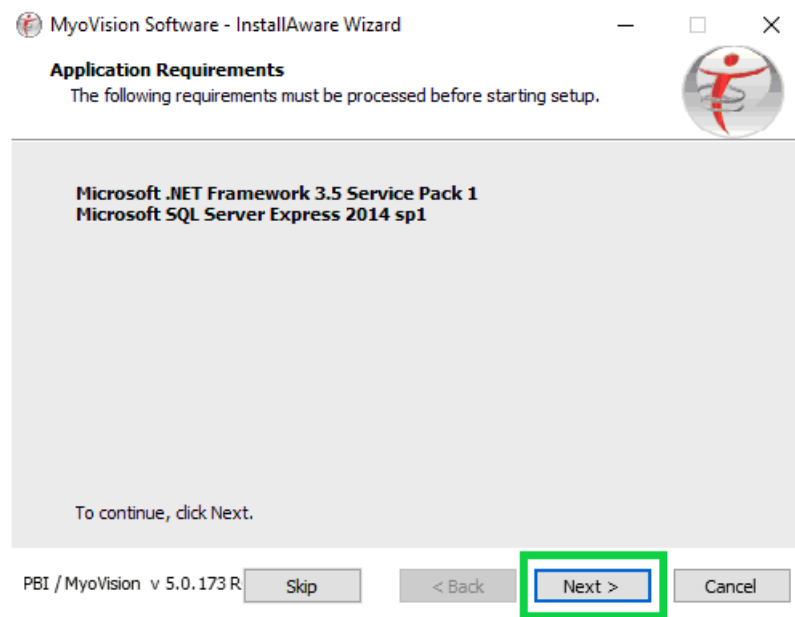 MyoVision Software - InstallAware Wizard
Application Requirements
The following requirements must be processed before starting setup.
Microsoft .NET Framework 3.5 Service Pack 1
Microsoft SQL Server Express 2014 sp1
To continue, click Next.
PBI / MyoVision v 5.0.173 R
Skip
< Back
Next >
Cancel